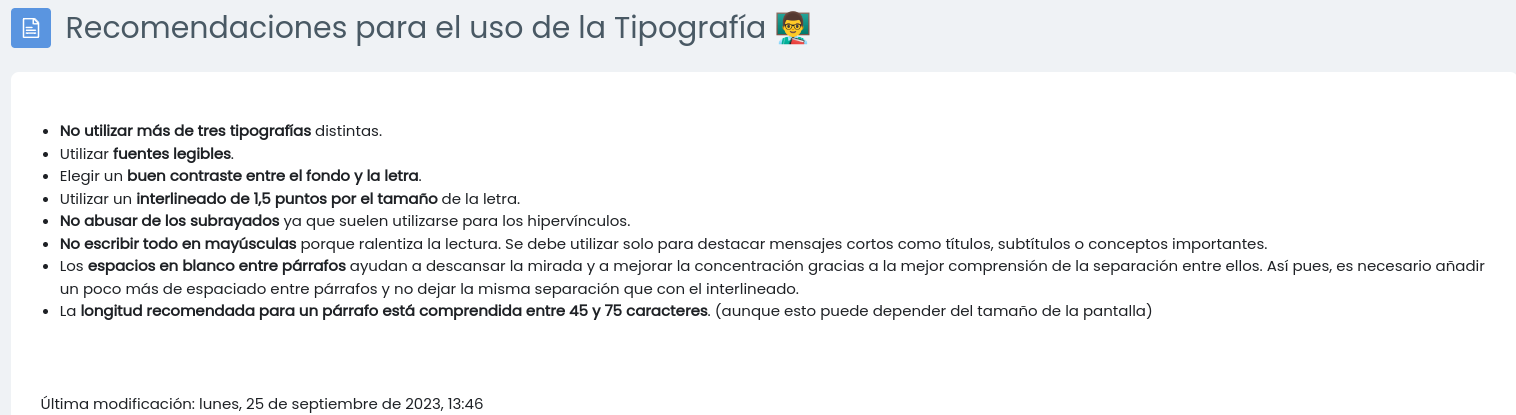 Recomendaciones para el uso de la Tipografía 👨‍🏫
• No utilizar más de tres tipografías distintas.
• Utilizar fuentes legibles.
• Elegir un buen contraste entre el fondo y la letra.
• Utilizar un interlineado de 1,5 puntos por el tamaño de la letra.
• No abusar de los subrayados ya que suelen utilizarse para los hipervínculos.
• No escribir todo en mayúsculas porque ralentiza la lectura. Se debe utilizar solo para destacar mensajes cortos como títulos, subtítulos o conceptos importantes.
• Los espacios en blanco entre párrafos ayudan a descansar la mirada y a mejorar la concentración gracias a la mejor comprensión de la separación entre ellos. Así pues, es necesario añadir
un poco más de espaciado entre párrafos y no dejar la misma separación que con el interlineado.
• La longitud recomendada para un párrafo está comprendida entre 45 y 75 caracteres. (aunque esto puede depender del tamaño de la pantalla)
Última modificación: lunes, 25 de septiembre de 2023, 13:46